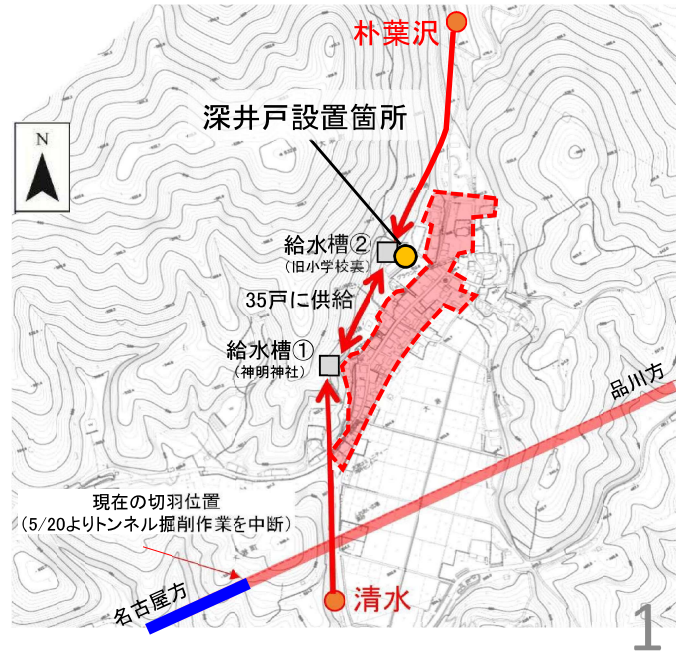 朴葉沢
深井戸設置箇所
N
給水槽②
（旧小学校裏）
35戸に供給
給水槽①
（神明神社）
品川方
現在の切羽位置
（5/20よりトンネル掘削作業を中断）
名古屋方
清水
1